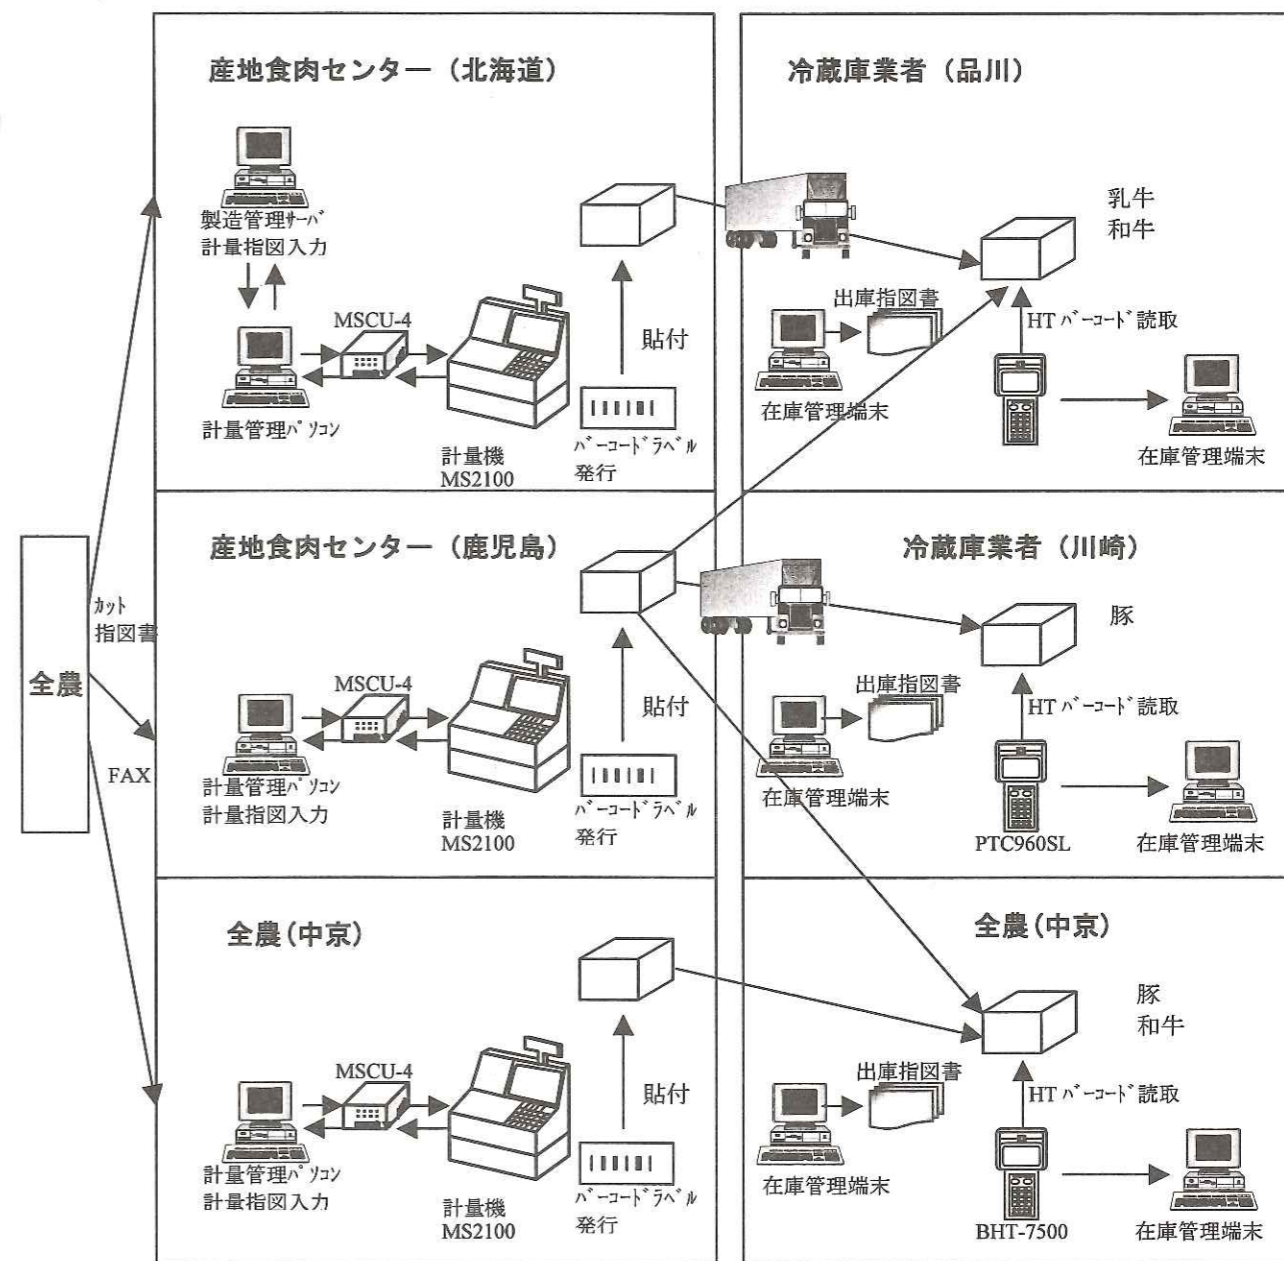 全農
カット
指図書
FAX
産地食肉センター（北海道）
製造管理サーバ
計量指図入力
MSCU-4
計量管理パソコン
計量機
MS2100
貼付
バーコードラベル
発行
冷蔵庫業者（品川）
乳牛
和牛
出庫指図書
在庫管理端末
HTバーコード読取
在庫管理端末
産地食肉センター（鹿児島）
MSCU-4
計量管理パソコン
計量指図入力
計量機
MS2100
貼付
バーコードラベル
発行
冷蔵庫業者（川崎）
豚
出庫指図書
在庫管理端末
HTバーコード読取
PTC960SL
在庫管理端末
全農(中京)
MSCU-4
計量管理パソコン
計量指図入力
計量機
MS2100
貼付
バーコードラベル
発行
全農(中京)
豚
和牛
出庫指図書
在庫管理端末
HTバーコード読取
BHT-7500
在庫管理端末